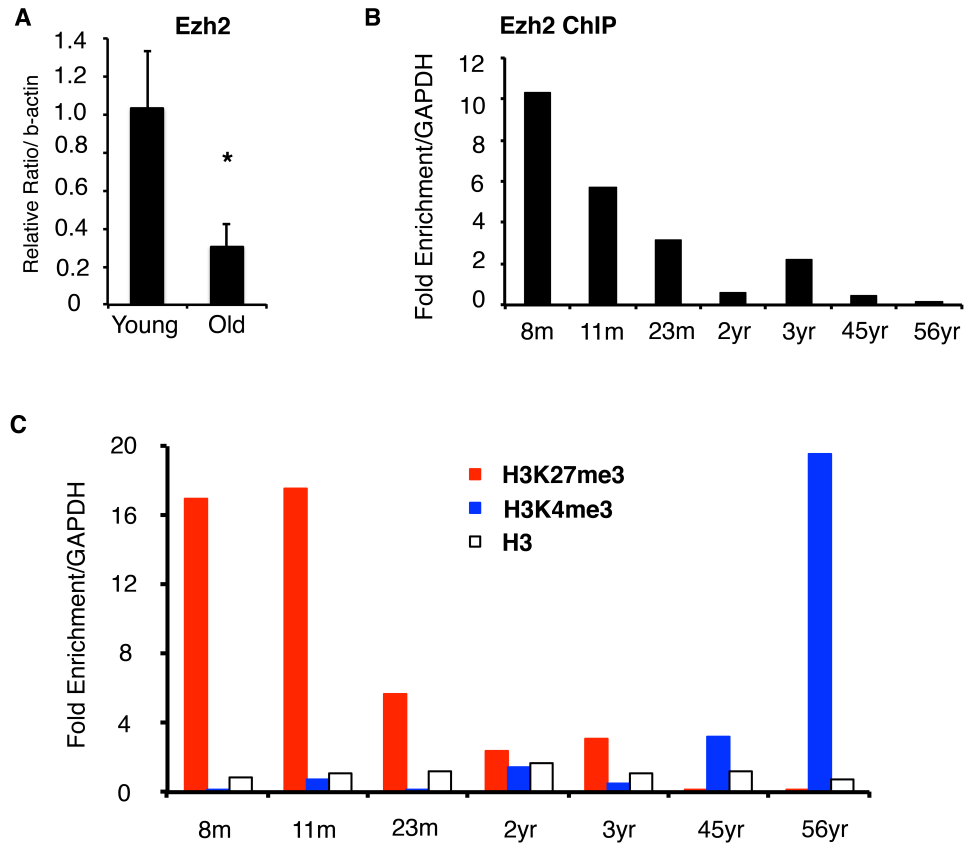 A
Ezh2
Relative Ratio/ b-actin
1.4
1.2
1.0
0.8
0.6
0.4
0.2
0
*
Young Old
B
Ezh2 ChIP
Fold Enrichment/GAPDH
12
10
8
6
4
2
0
8m 11m 23m 2yr 3yr 45yr 56yr
C
Fold Enrichment/GAPDH
20
16
12
8
4
0
H3K27me3
H3K4me3
H3
8m 11m 23m 2yr 3yr 45yr 56yr